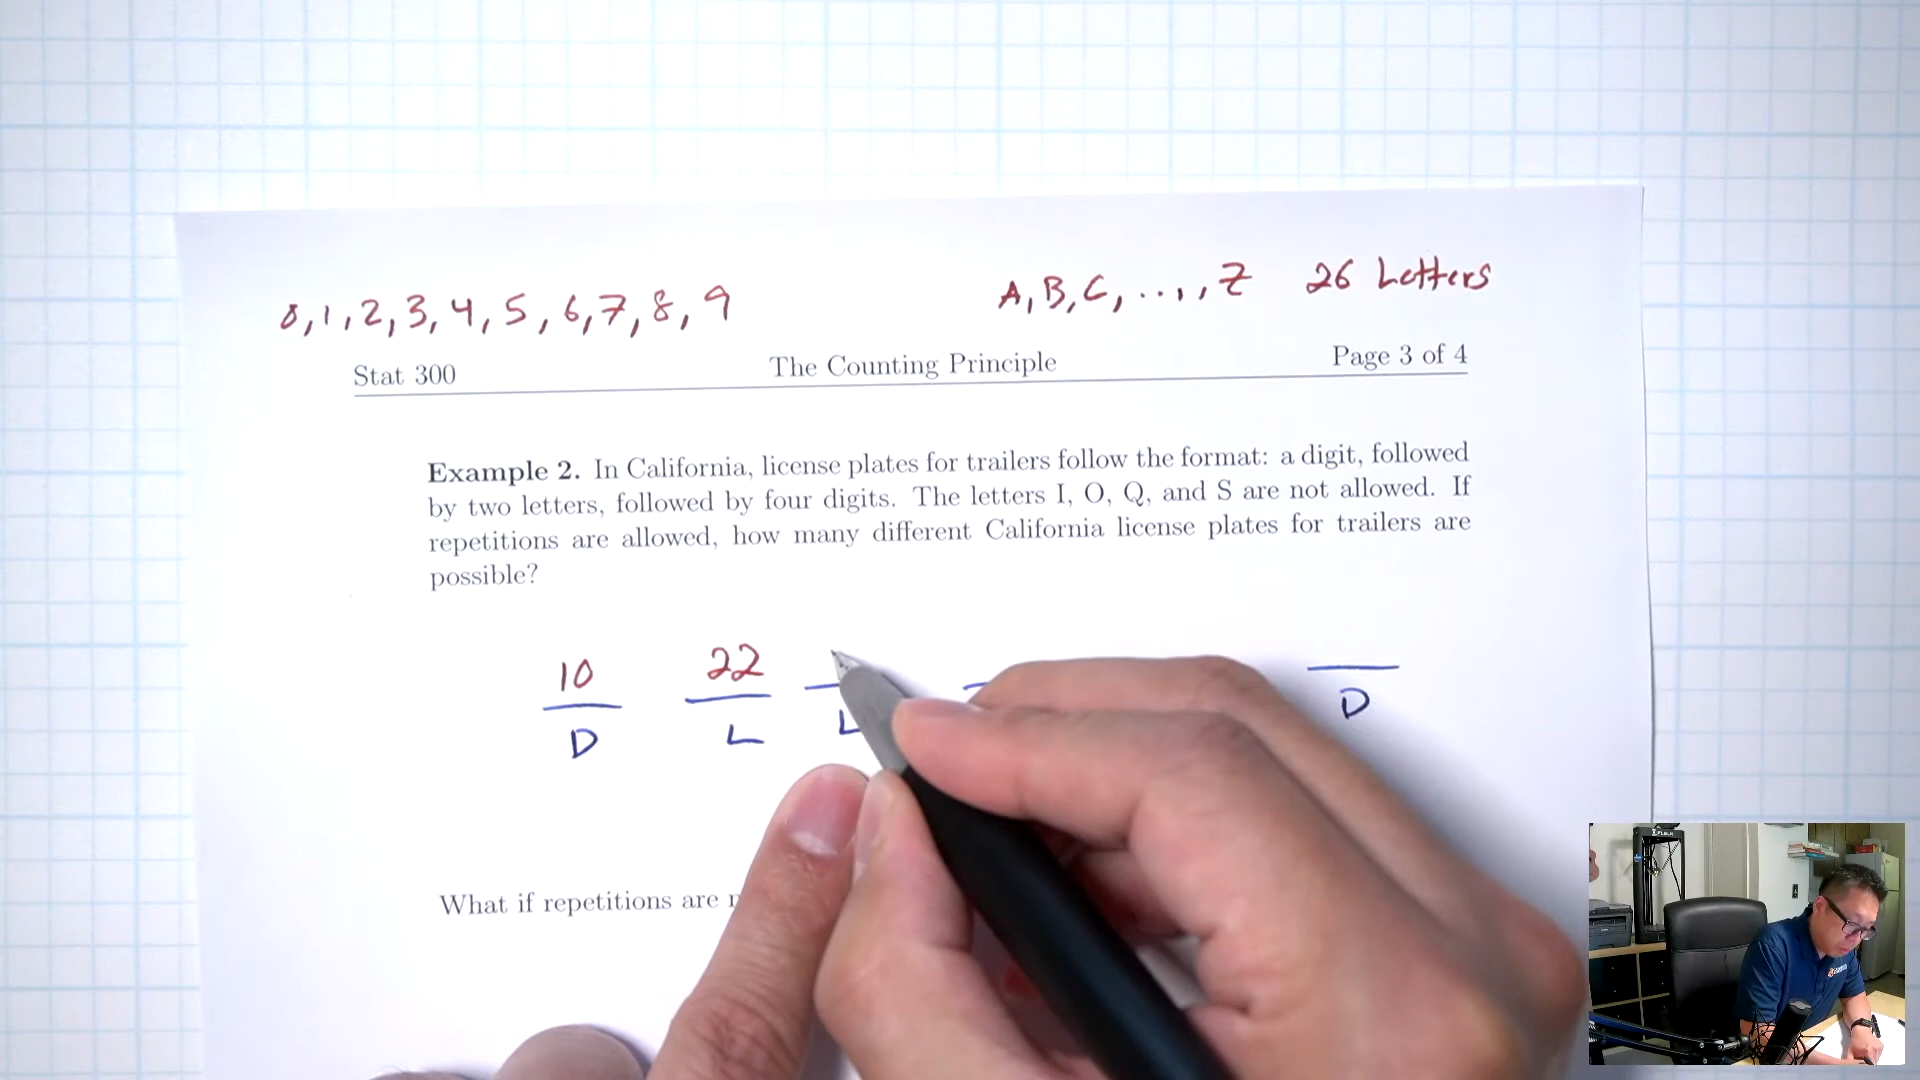 0, 1, 2, 3, 4, 5, 6, 7, 8, 9
A, B, C, ..., , Z 26 Letters
Stat 300 The Counting Principle Page 3 of 4
Example 2. In California, license plates for trailers follow the format: a digit, followed
by two letters, followed by four digits. The letters I, O, Q, and S are not allowed. If
repetitions are allowed, how many different California license plates for trailers are
possible?
10 22
D L L D
What if repetitions are